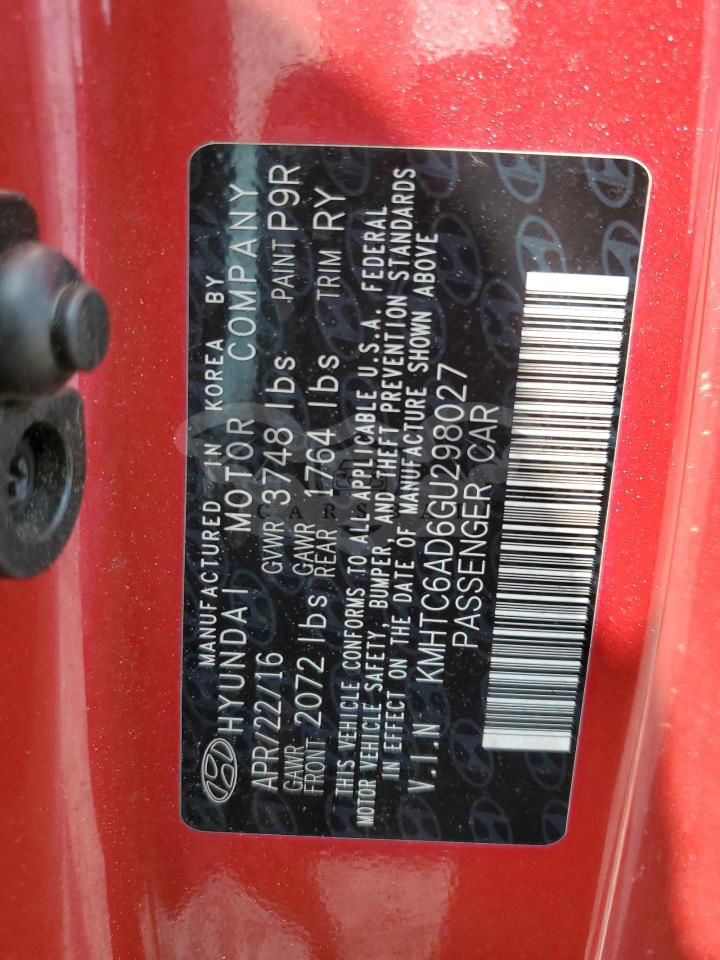 MANUFACTURED IN KOREA BY
HYUNDAI MOTOR COMPANY
APR/22/16 GVWR 3748 lbs PAINT P9R
GAWR FRONT 2072 lbs GAWR REAR 1764 lbs TRIM RY
THIS VEHICLE CONFORMS TO ALL APPLICABLE U.S.A. FEDERAL
MOTOR VEHICLE SAFETY, BUMPER, AND THEFT PREVENTION STANDARDS
IN EFFECT ON THE DATE OF MANUFACTURE SHOWN ABOVE
V.I.N KMHTC6AD6GU298027
PASSENGER CAR